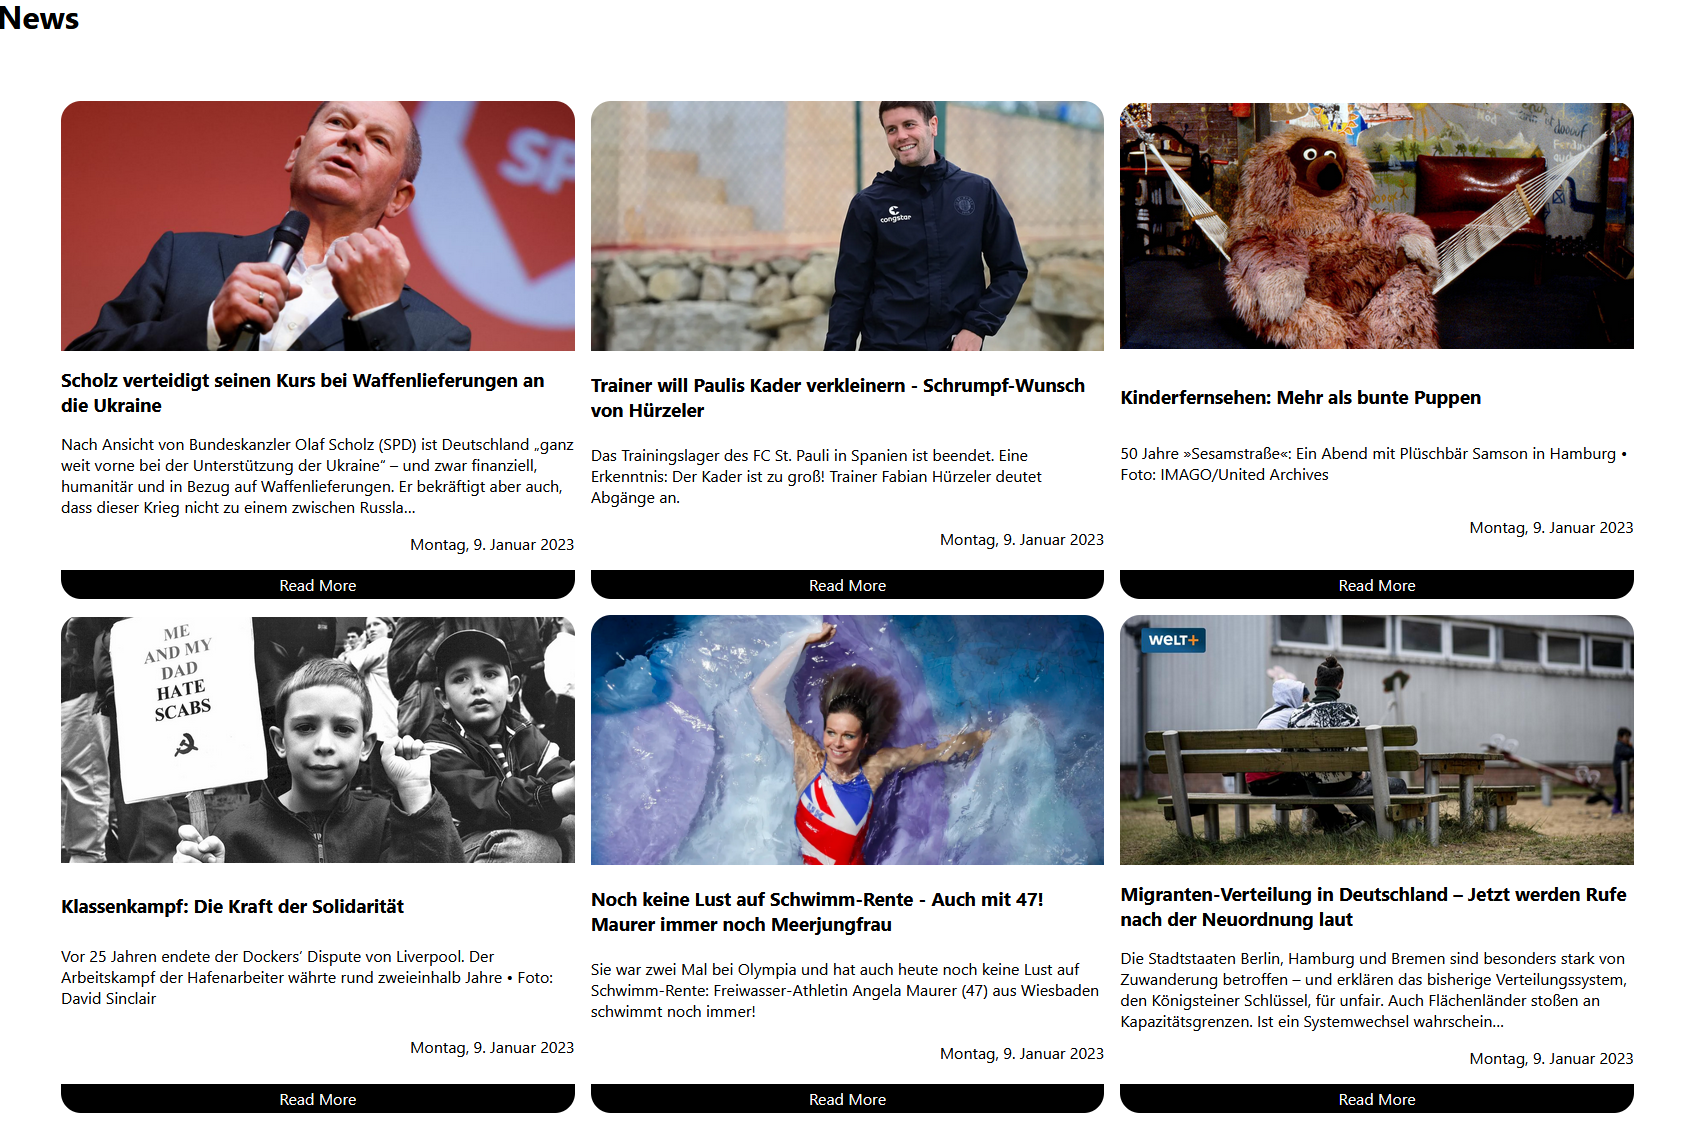 News
SP
congstar
Scholz verteidigt seinen Kurs bei Waffenlieferungen an
die Ukraine
Nach Ansicht von Bundeskanzler Olaf Scholz (SPD) ist Deutschland „ganz
weit vorne bei der Unterstützung der Ukraine“ – und zwar finanziell,
humanitär und in Bezug auf Waffenlieferungen. Er bekräftigt aber auch,
dass dieser Krieg nicht zu einem zwischen Russla...
Montag, 9. Januar 2023
Read More
Trainer will Paulis Kader verkleinern - Schrumpf-Wunsch
von Hürzeler
Das Trainingslager des FC St. Pauli in Spanien ist beendet. Eine
Erkenntnis: Der Kader ist zu groß! Trainer Fabian Hürzeler deutet
Abgänge an.
Montag, 9. Januar 2023
Read More
Kinderfernsehen: Mehr als bunte Puppen
50 Jahre »Sesamstraße«: Ein Abend mit Plüschbär Samson in Hamburg •
Foto: IMAGO/United Archives
Montag, 9. Januar 2023
Read More
ME
AND MY
DAD
HATE
SCABS
Klassenkampf: Die Kraft der Solidarität
Vor 25 Jahren endete der Dockers’ Dispute von Liverpool. Der
Arbeitskampf der Hafenarbeiter währte rund zweieinhalb Jahre • Foto:
David Sinclair
Montag, 9. Januar 2023
Read More
Noch keine Lust auf Schwimm-Rente - Auch mit 47!
Maurer immer noch Meerjungfrau
Sie war zwei Mal bei Olympia und hat auch heute noch keine Lust auf
Schwimm-Rente: Freiwasser-Athletin Angela Maurer (47) aus Wiesbaden
schwimmt noch immer!
Montag, 9. Januar 2023
Read More
WELT+
Migranten-Verteilung in Deutschland – Jetzt werden Rufe
nach der Neuordnung laut
Die Stadtstaaten Berlin, Hamburg und Bremen sind besonders stark von
Zuwanderung betroffen – und erklären das bisherige Verteilungssystem,
den Königsteiner Schlüssel, für unfair. Auch Flächenländer stoßen an
Kapazitätsgrenzen. Ist ein Systemwechsel wahrschein...
Montag, 9. Januar 2023
Read More